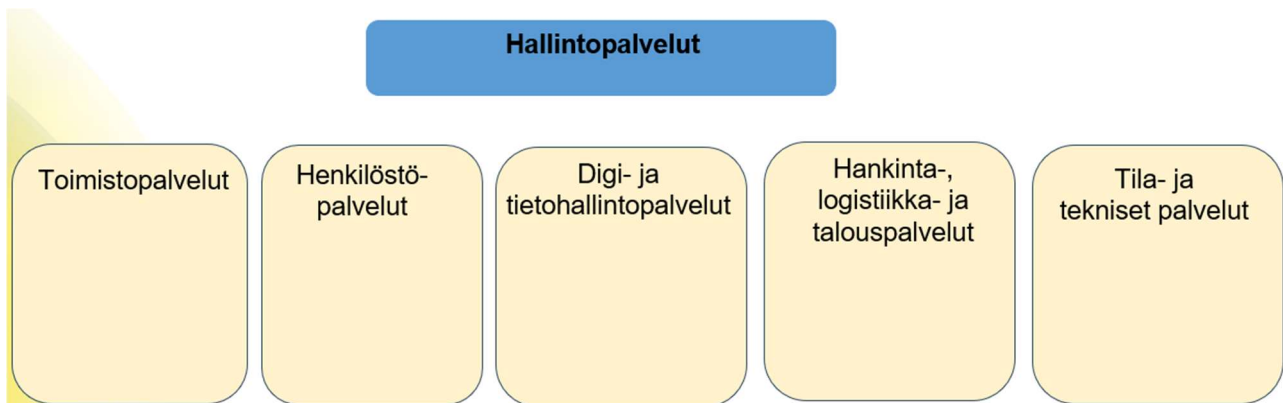 Hallintopalvelut
Toimistopalvelut
Henkilöstö-
palvelut
Digi- ja
tietohallintopalvelut
Hankinta-,
logistiikka- ja
talouspalvelut
Tila- ja
tekniset palvelut